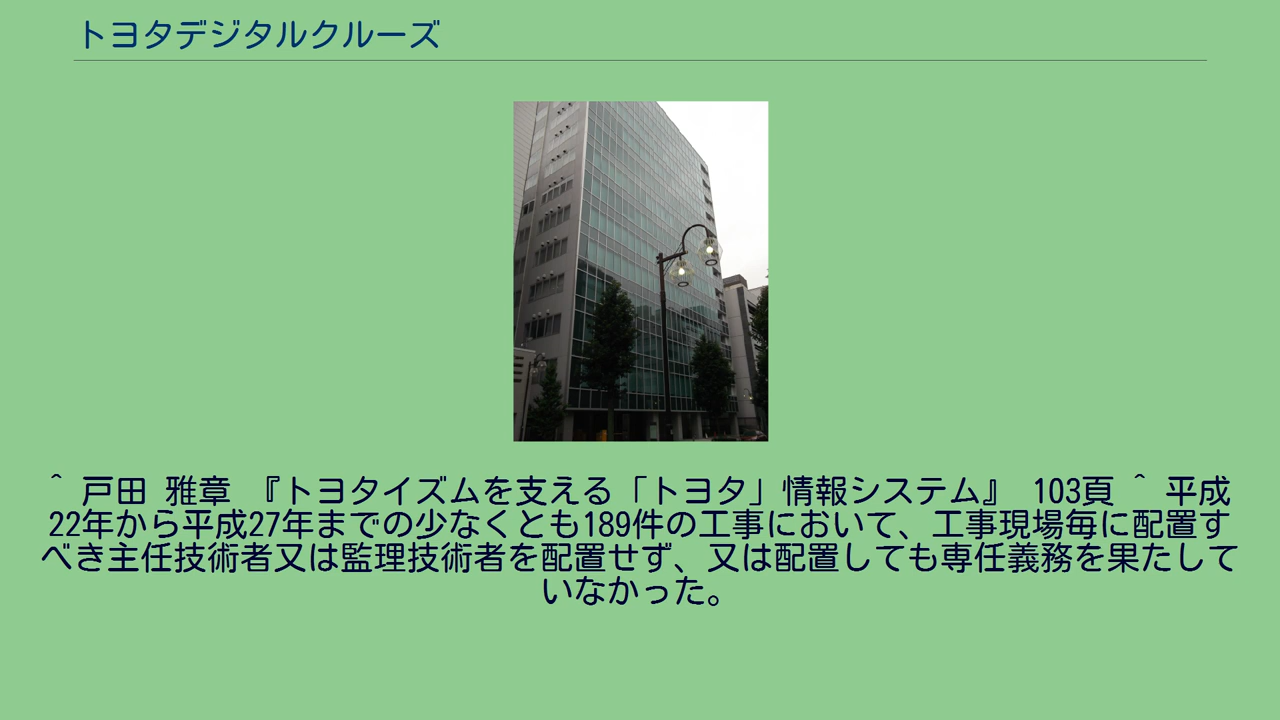 トヨタデジタルクルーズ
^ 戸田 雅章 『トヨタイズムを支える「トヨタ」情報システム』 103頁 ^ 平成
22年から平成27年までの少なくとも189件の工事において、工事現場毎に配置す
べき主任技術者又は監理技術者を配置せず、又は配置しても専任義務を果たして
いなかった。